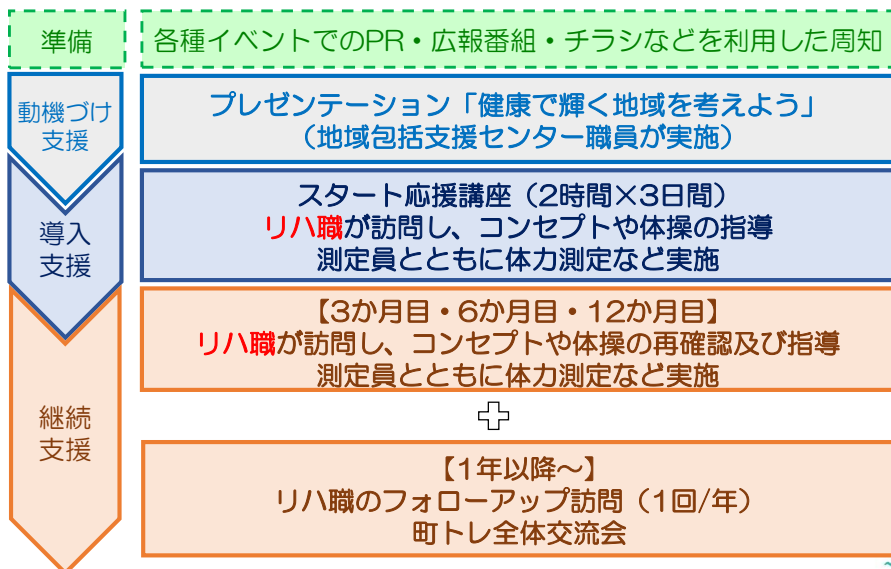 準備
各種イベントでのPR・広報番組・チラシなどを利用した周知
動機づけ
支援
プレゼンテーション「健康で輝く地域を考えよう」
（地域包括支援センター職員が実施）
導入
支援
スタート応援講座（2時間×3日間）
リハ職が訪問し、コンセプトや体操の指導
測定員とともに体力測定など実施
継続
支援
【3か月目・6か月目・12か月目】
リハ職が訪問し、コンセプトや体操の再確認及び指導
測定員とともに体力測定など実施
【1年以降～】
リハ職のフォローアップ訪問（1回/年）
町トレ全体交流会